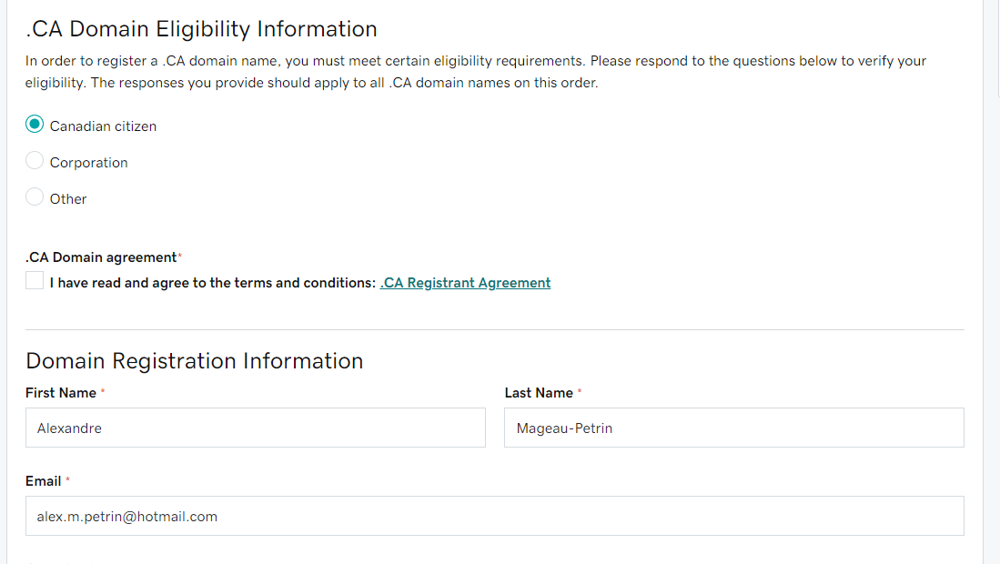 .CA Domain Eligibility Information
In order to register a .CA domain name, you must meet certain eligibility requirements. Please respond to the questions below to verify your
eligibility. The responses you provide should apply to all .CA domain names on this order.
Canadian citizen
Corporation
Other
.CA Domain agreement*
I have read and agree to the terms and conditions: .CA Registrant Agreement
Domain Registration Information
First Name *
Last Name *
Alexandre
Mageau-Petrin
Email *
alex.m.petrin@hotmail.com